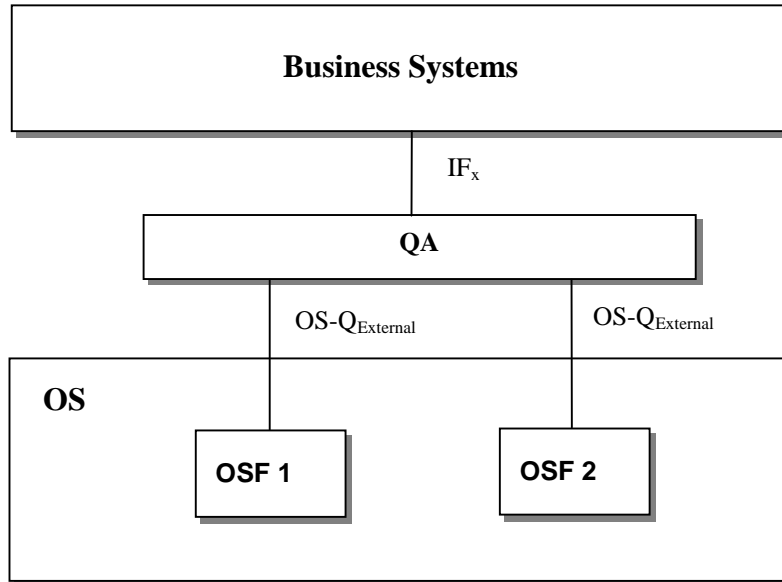 Business Systems
IFx
QA
OS-QExternal
OS-QExternal
OS
OSF 1
OSF 2